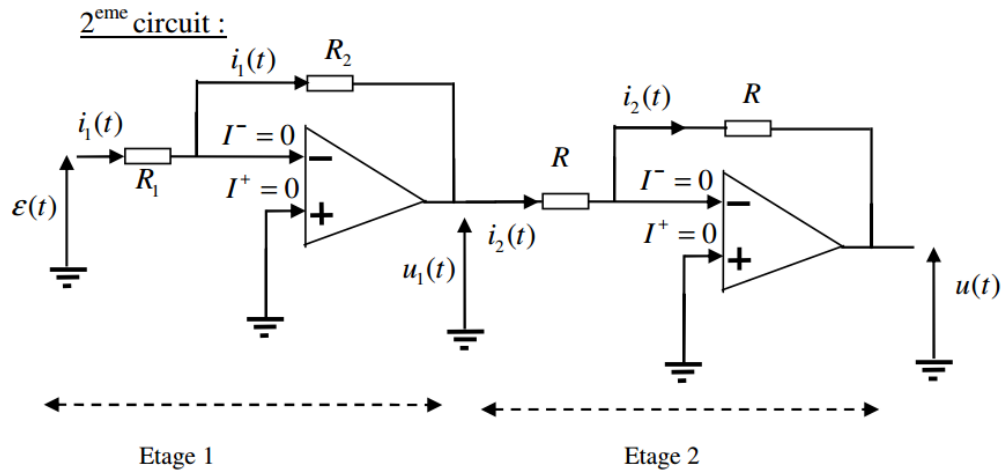 2eme circuit :
i1(t)
R2
i1(t)
R1
I− = 0
I+ = 0
−
+
ε(t)
u1(t)
i2(t)
R
i2(t)
R
I− = 0
I+ = 0
−
+
u(t)
Etage 1
Etage 2